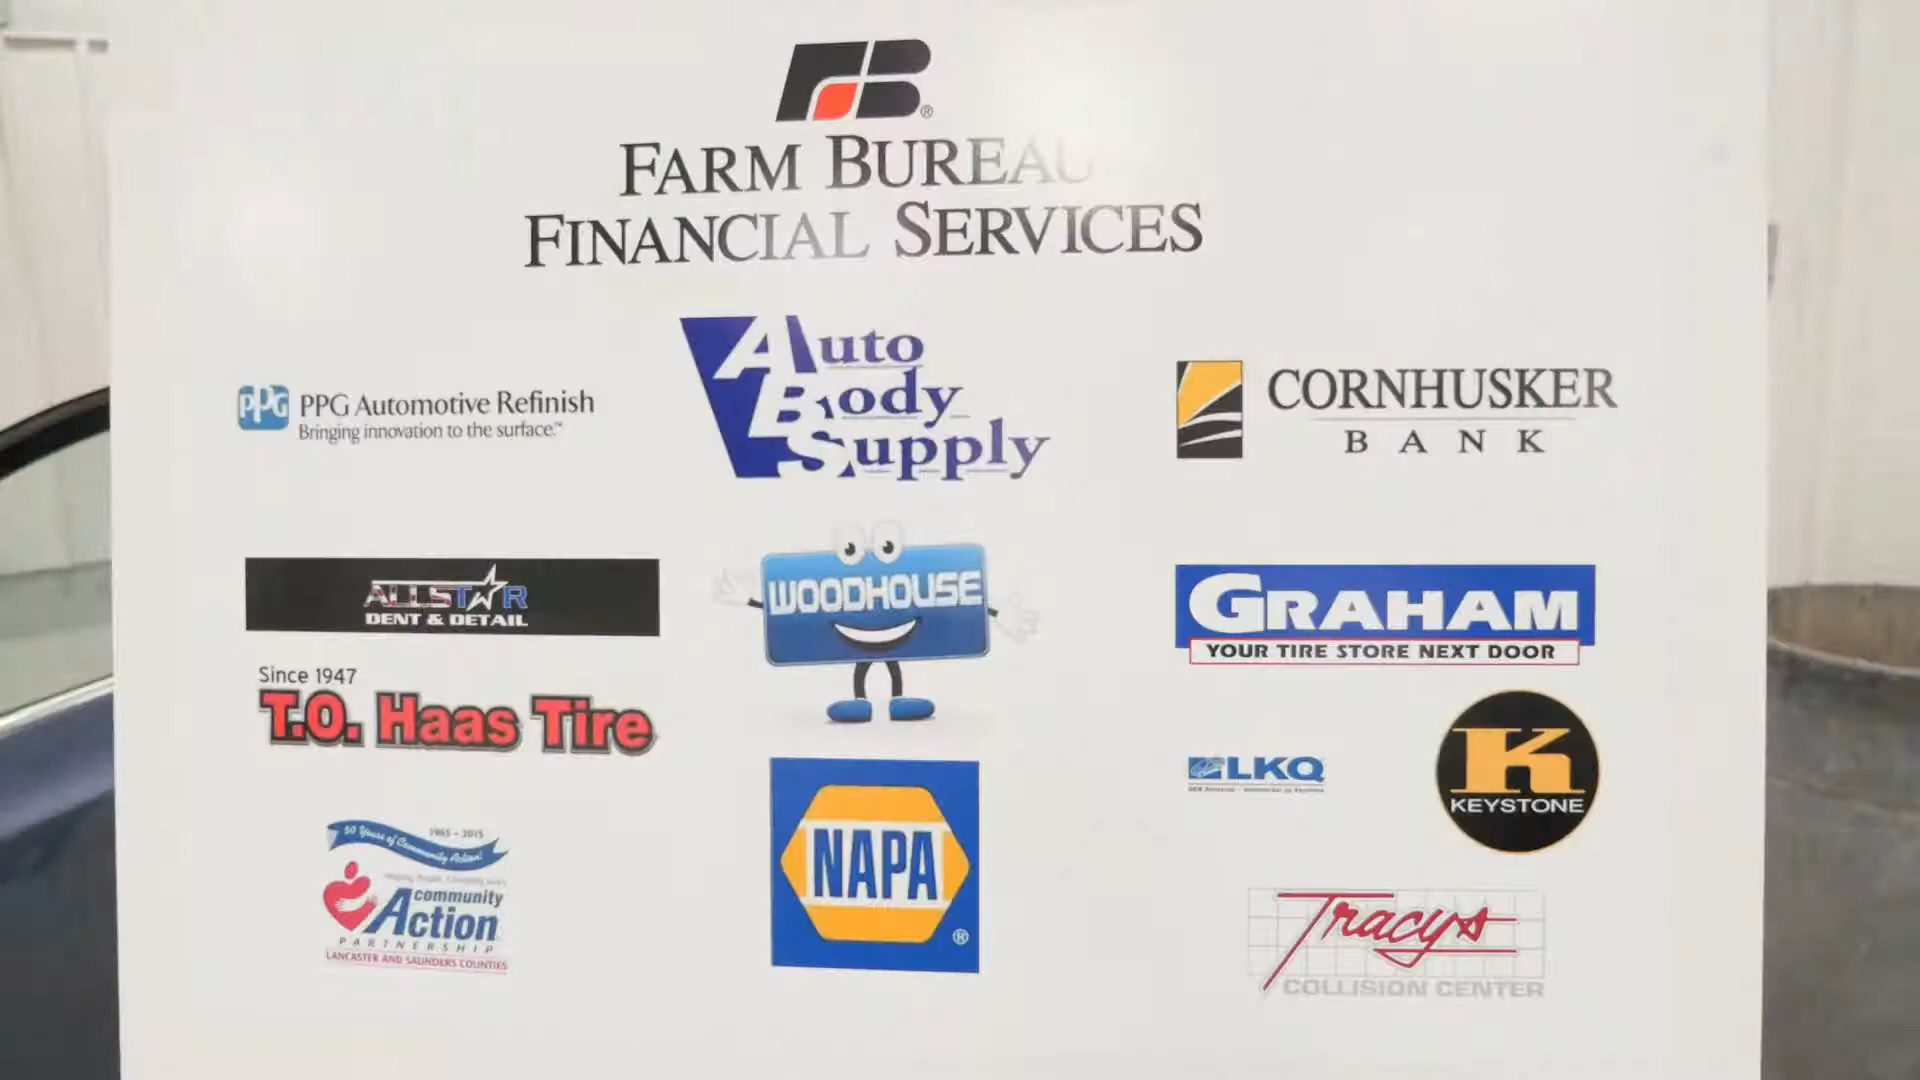 FB®
FARM BUREAU
FINANCIAL SERVICES
PPG
PPG Automotive Refinish
Bringing innovation to the surface.™
Auto
Body
Supply
CORNHUSKER
BANK
ALLSTAR
DENT & DETAIL
WOODHOUSE
GRAHAM
YOUR TIRE STORE NEXT DOOR
Since 1947
T.O. Haas Tire
LKQ
K
KEYSTONE
50 Years of Community Action!
1965 - 2015
community
Action
PARTNERSHIP
LANCASTER AND SAUNDERS COUNTIES
NAPA
®
Tracy's
COLLISION CENTER